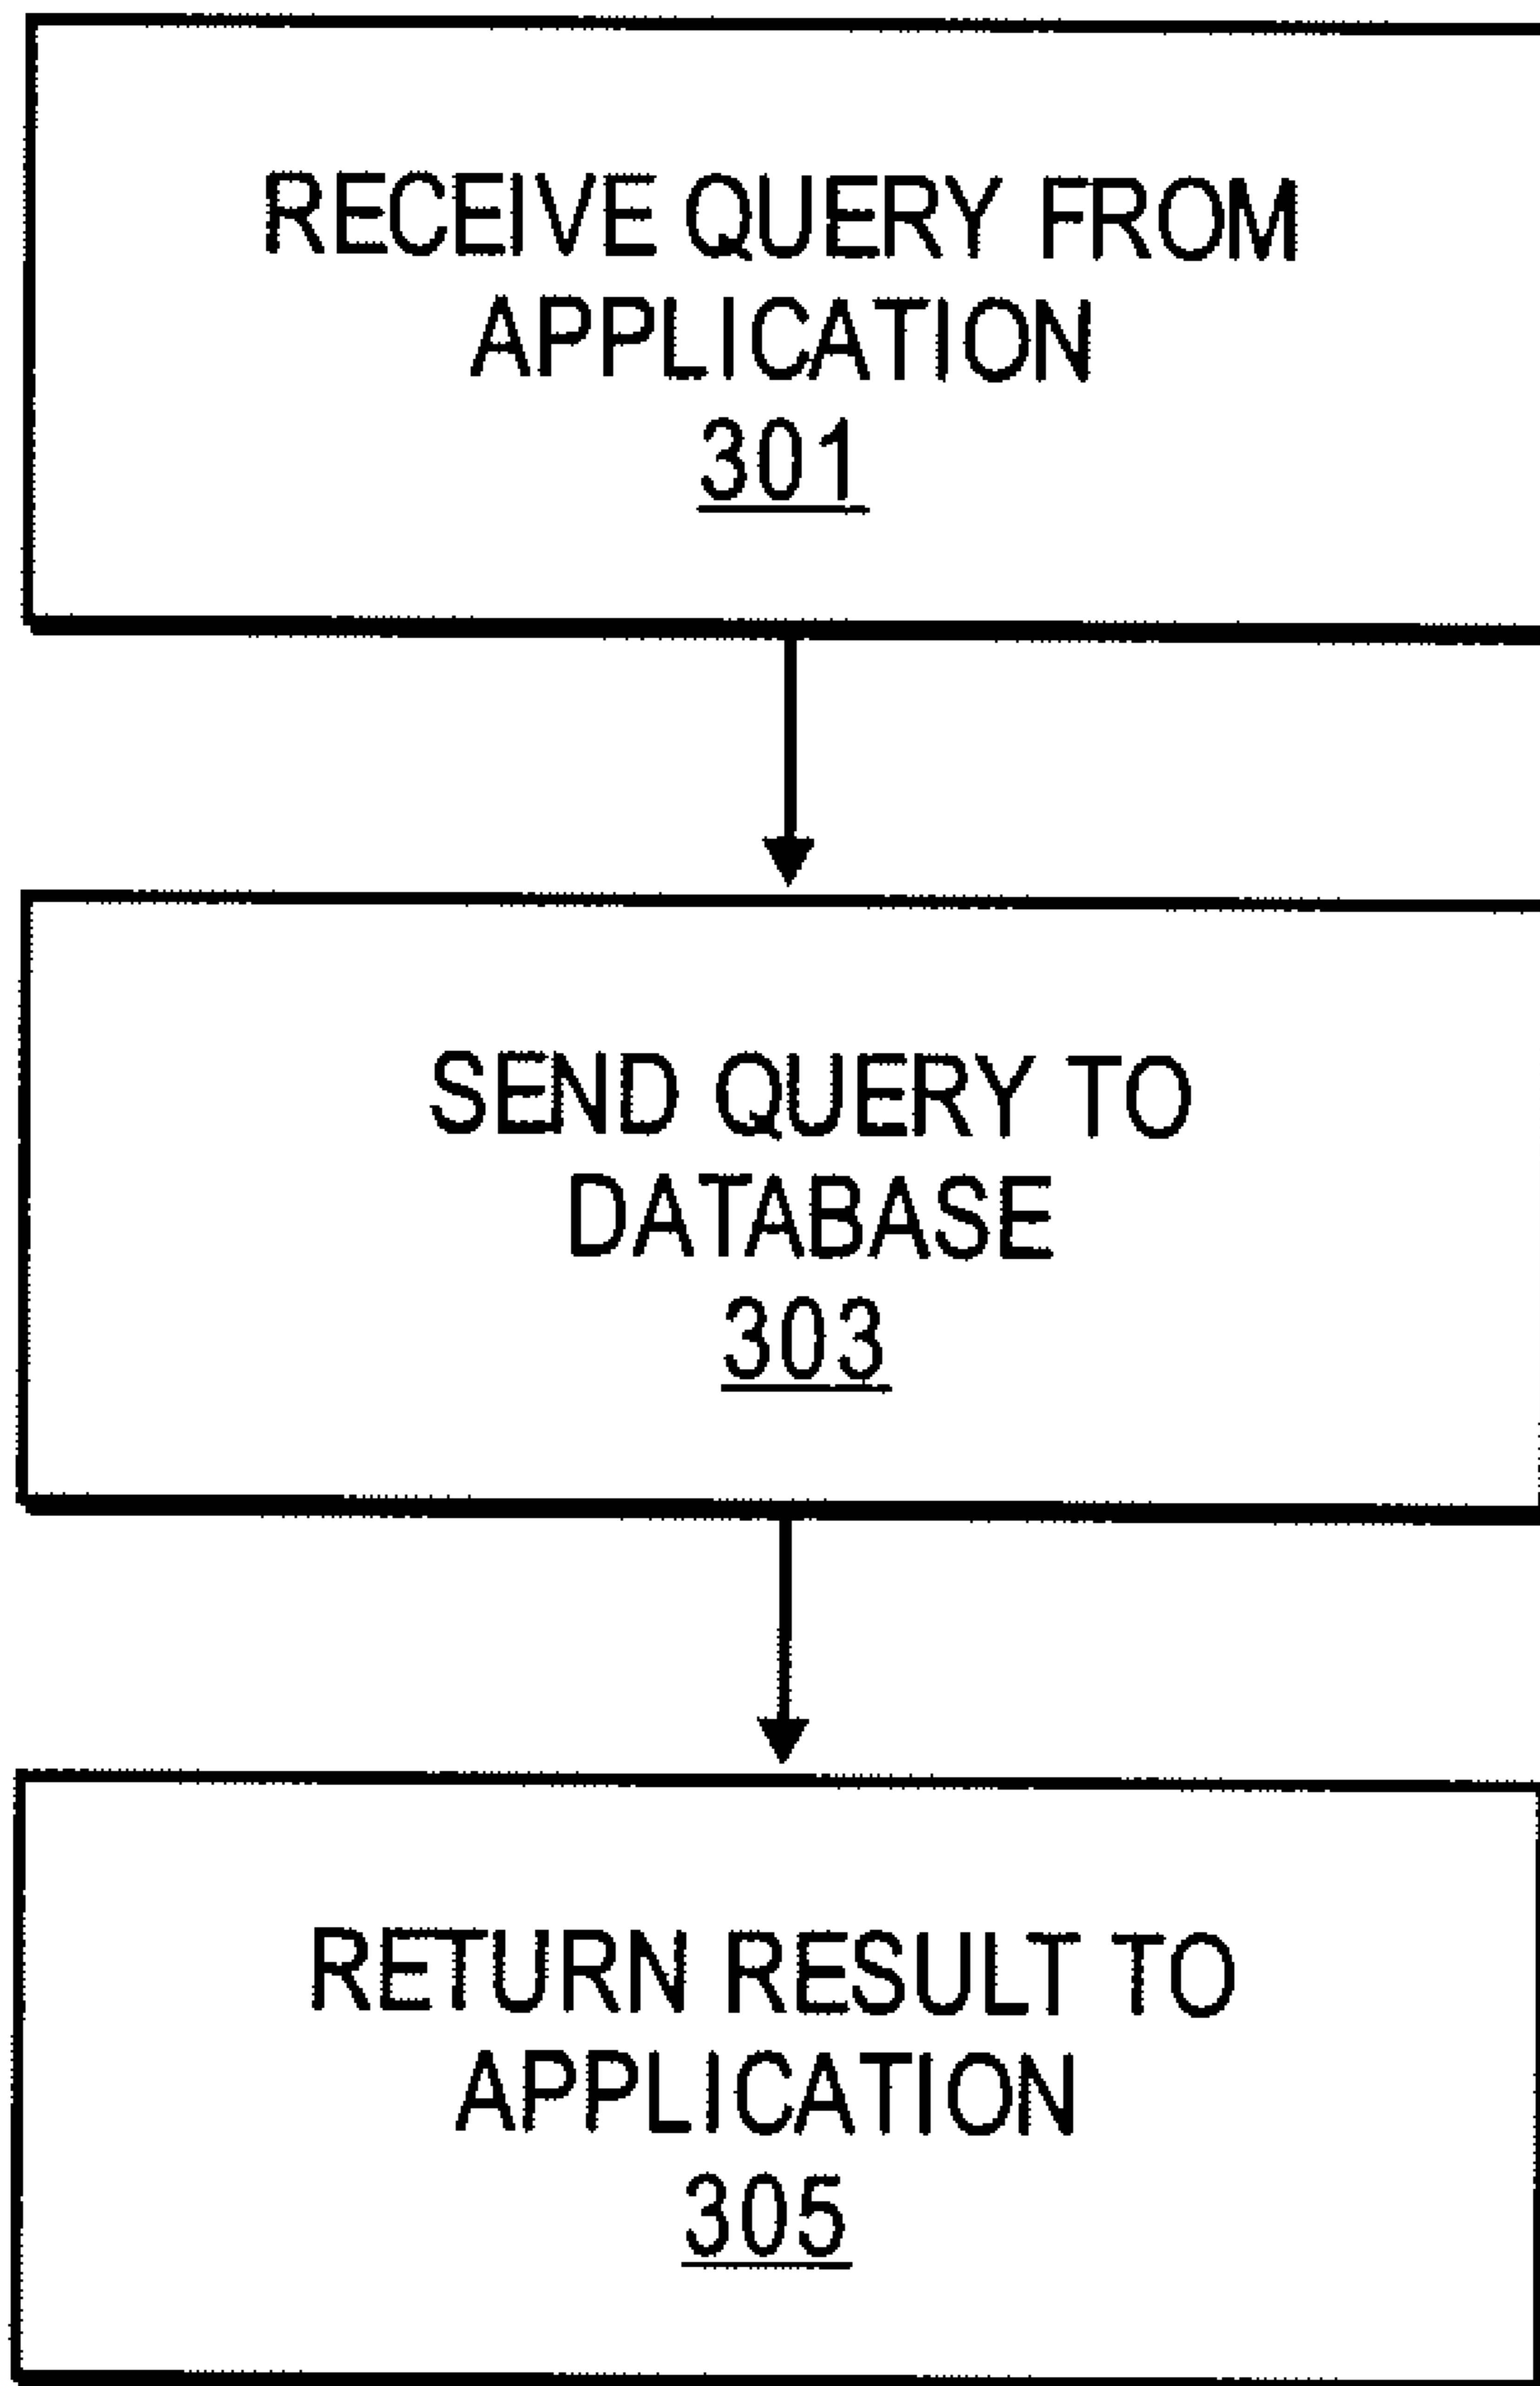 RECEIVE QUERY FROM
APPLICATION
301
SEND QUERY TO
DATABASE
303
RETURN RESULT TO
APPLICATION
305